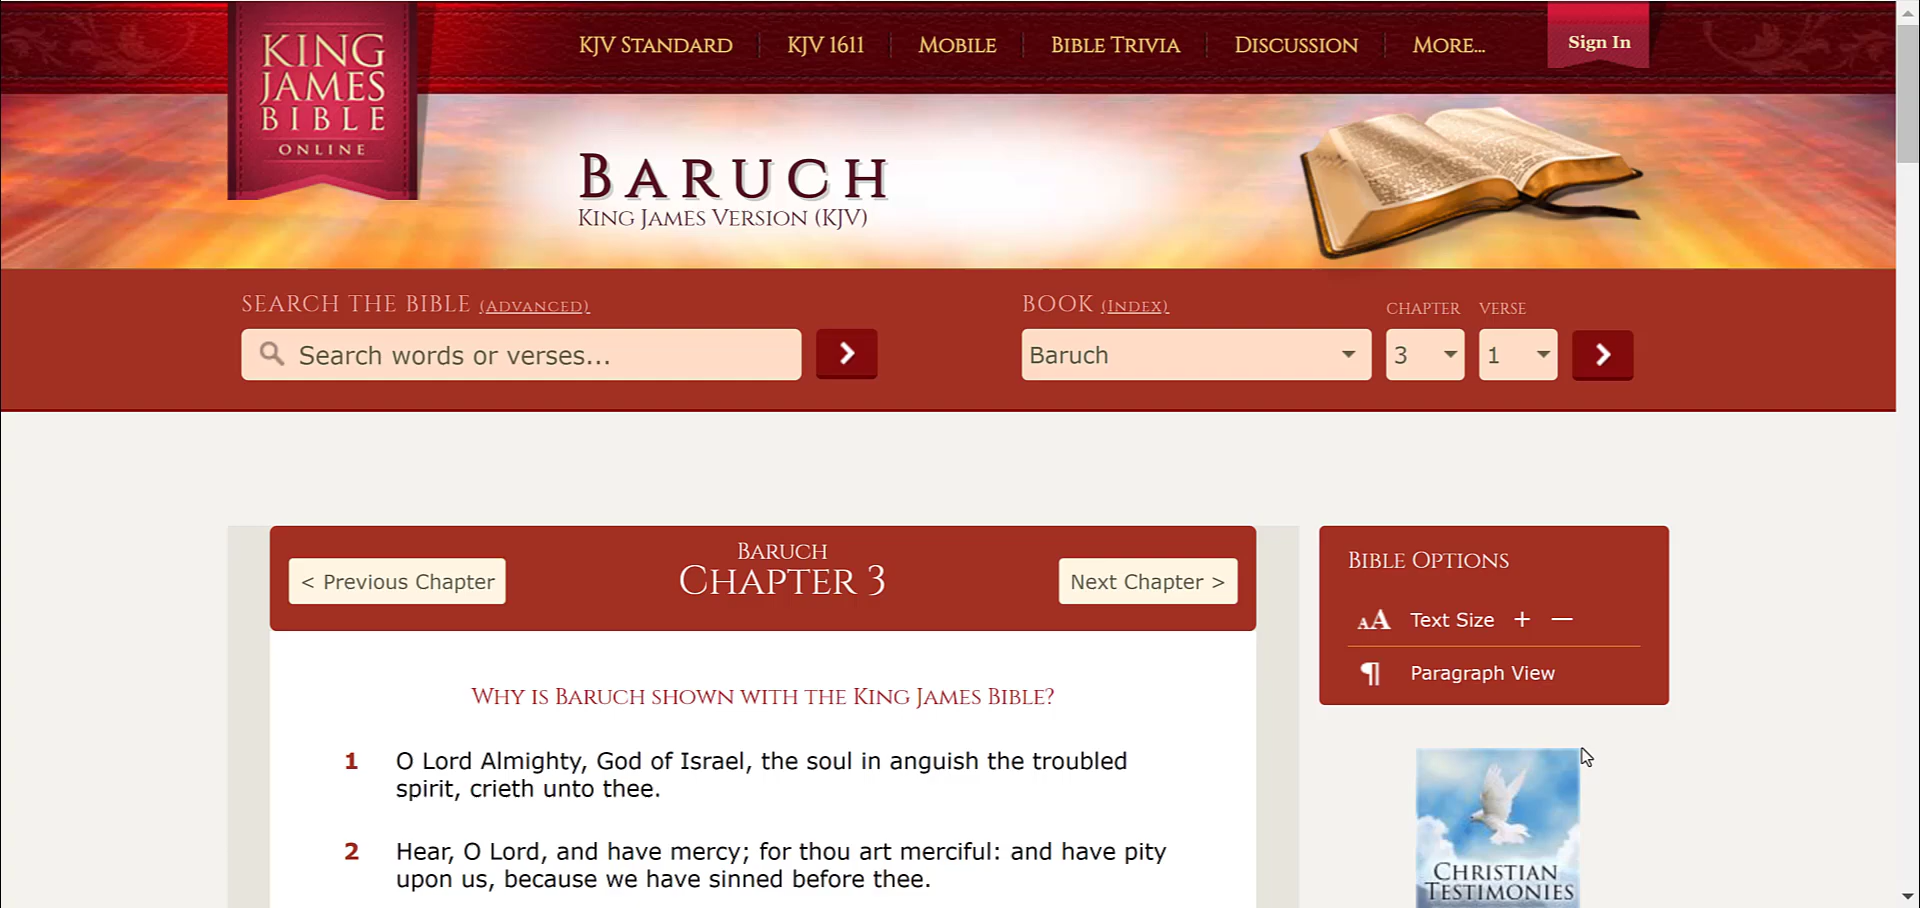 KING
JAMES
BIBLE
ONLINE
KJV STANDARD
KJV 1611
MOBILE
BIBLE TRIVIA
DISCUSSION
MORE...
Sign In
BARUCH
KING JAMES VERSION (KJV)
SEARCH THE BIBLE (ADVANCED)
Search words or verses...
BOOK (INDEX)
CHAPTER
VERSE
Baruch
3
1
< Previous Chapter
BARUCH
CHAPTER 3
Next Chapter >
WHY IS BARUCH SHOWN WITH THE KING JAMES BIBLE?
1 O Lord Almighty, God of Israel, the soul in anguish the troubled
spirit, crieth unto thee.
2 Hear, O Lord, and have mercy; for thou art merciful: and have pity
upon us, because we have sinned before thee.
BIBLE OPTIONS
AA Text Size + —
¶ Paragraph View
CHRISTIAN
TESTIMONIES